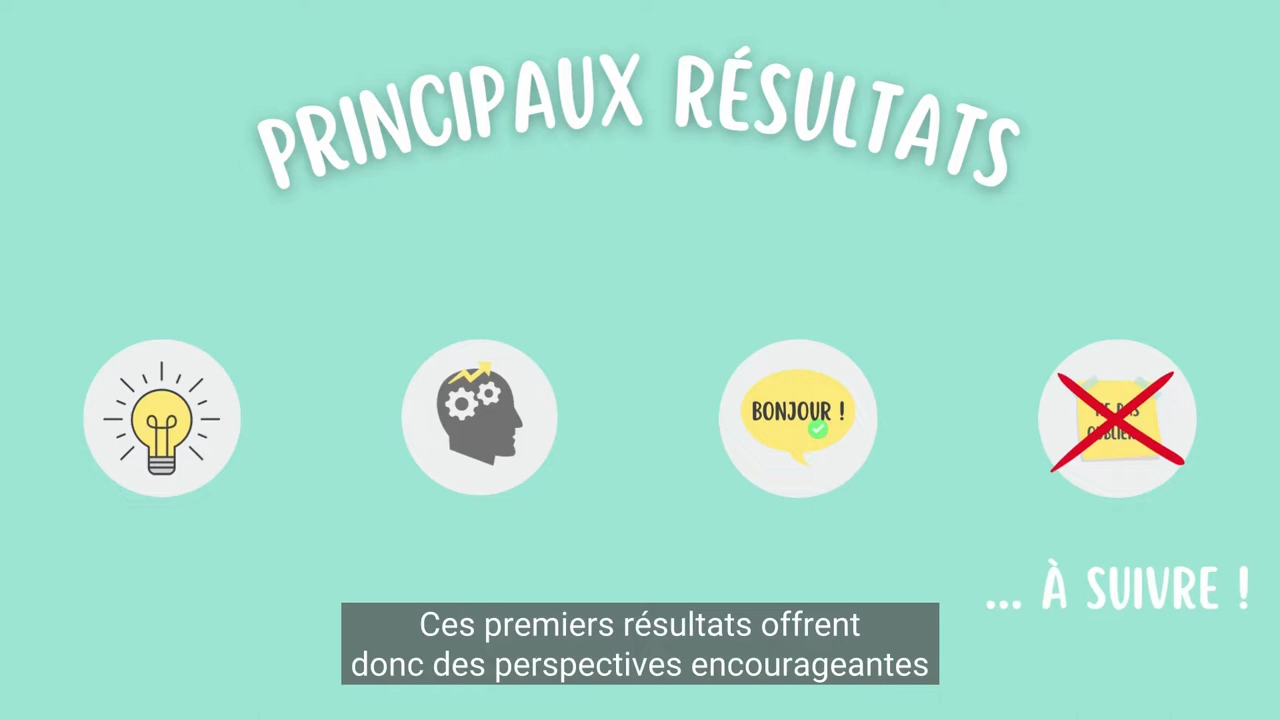 PRINCIPAUX RÉSULTATS
BONJOUR !
... À SUIVRE !
Ces premiers résultats offrent
donc des perspectives encourageantes